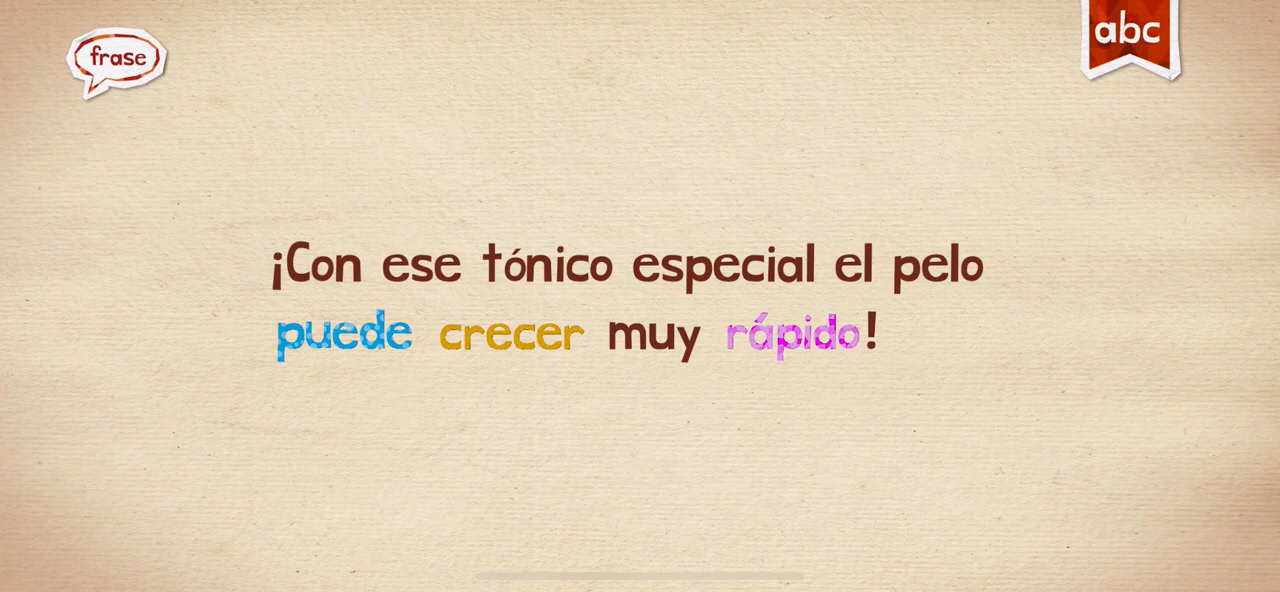 frase
abc
¡Con ese tónico especial el pelo
puede crecer muy rápido!